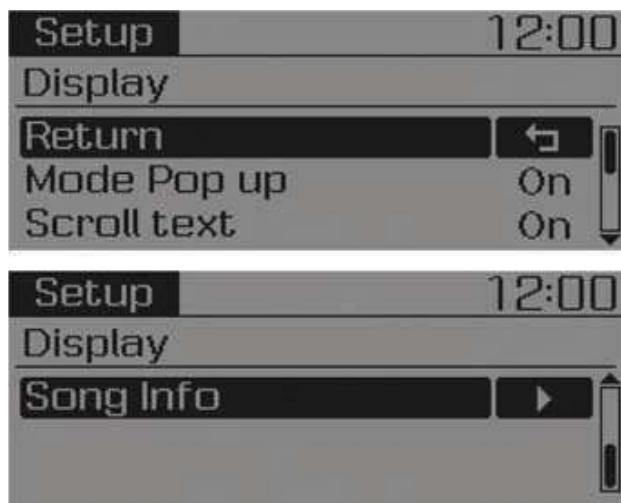 Setup 12:00
Display
Return
Mode Pop up On
Scroll text On
Setup 12:00
Display
Song Info